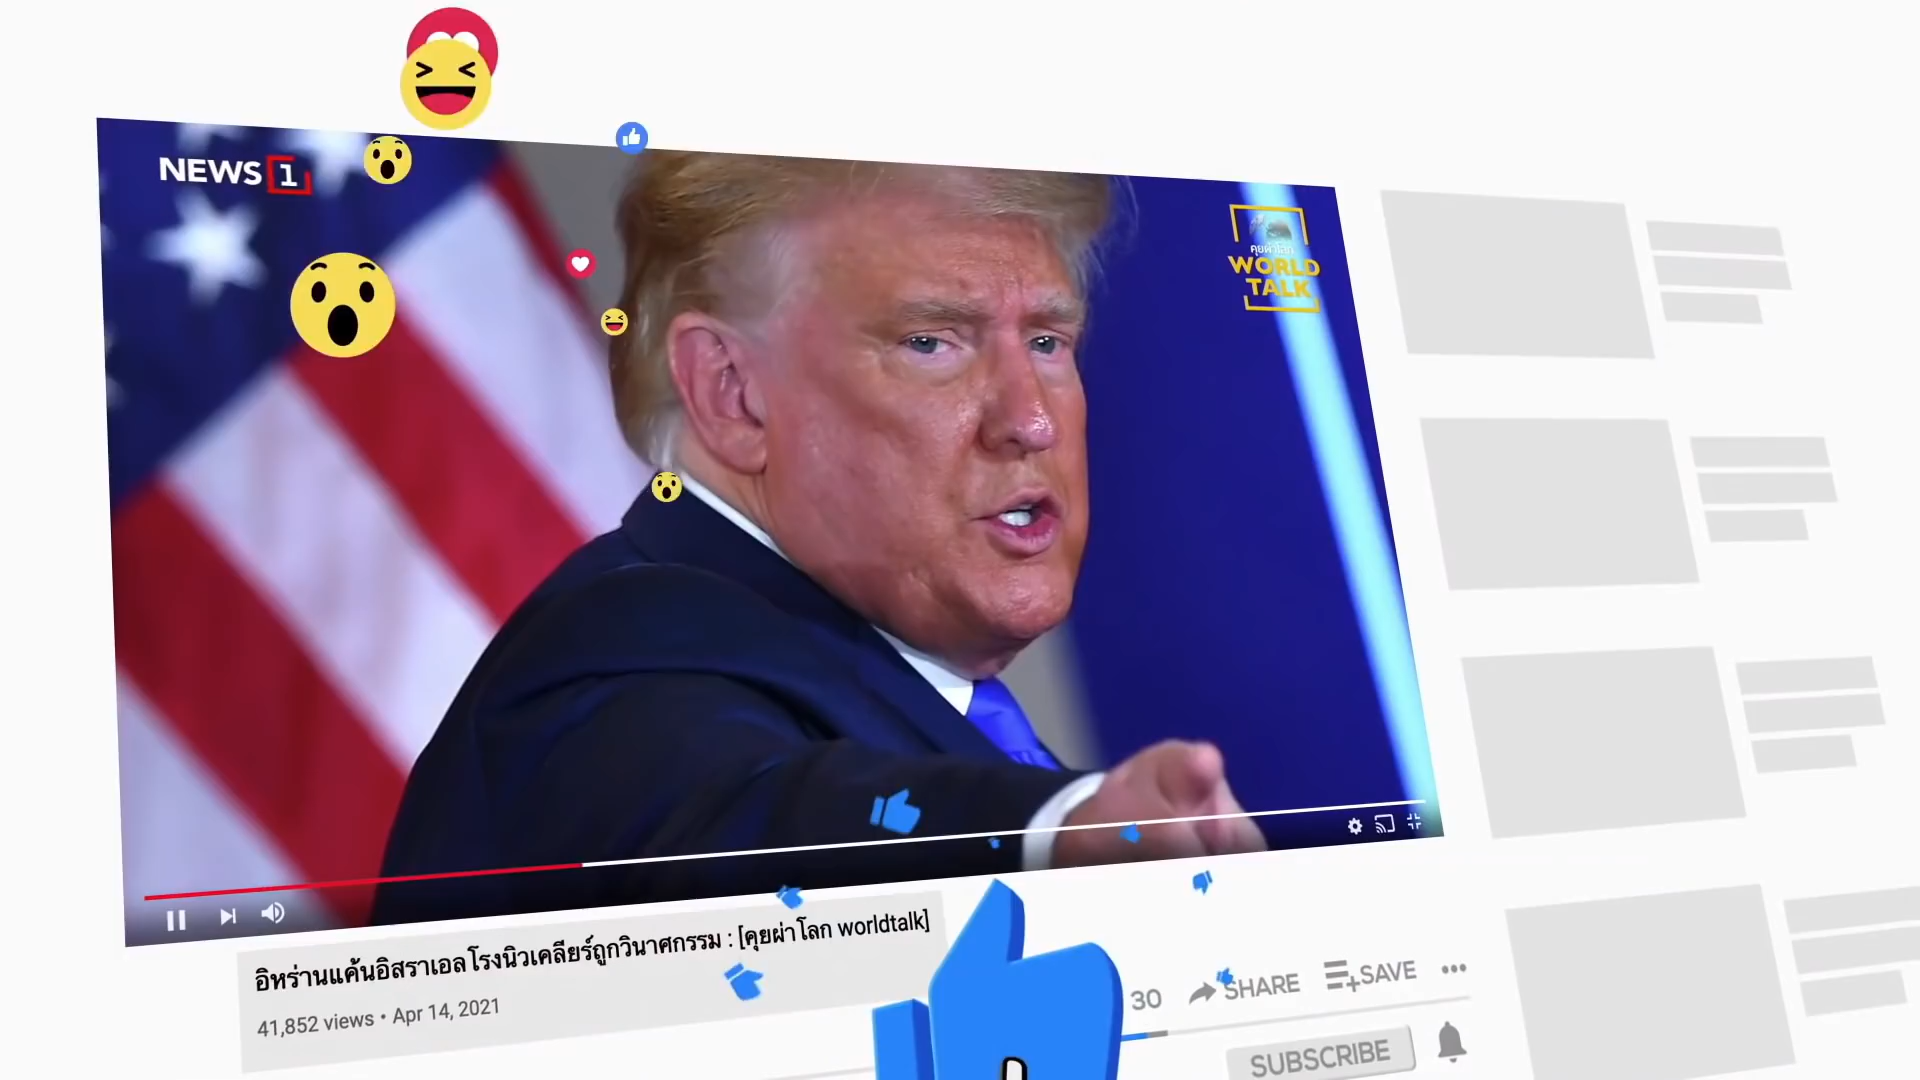 NEWS 1
คุยผ่าโลก
WORLD
TALK
อิหร่านแค้นอิสราเอลโรงนิวเคลียร์ถูกวินาศกรรม : [คุยผ่าโลก worldtalk]
41,852 views • Apr 14, 2021
30
SHARE
SAVE
SUBSCRIBE